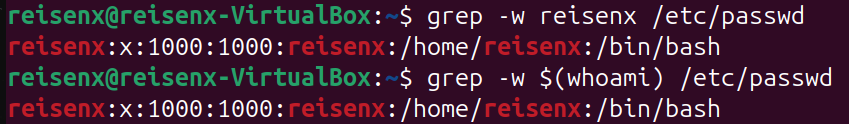 reisenx@reisenx-VirtualBox:~$ grep -w reisenx /etc/passwd
reisenx:x:1000:1000:reisenx:/home/reisenx:/bin/bash
reisenx@reisenx-VirtualBox:~$ grep -w $(whoami) /etc/passwd
reisenx:x:1000:1000:reisenx:/home/reisenx:/bin/bash